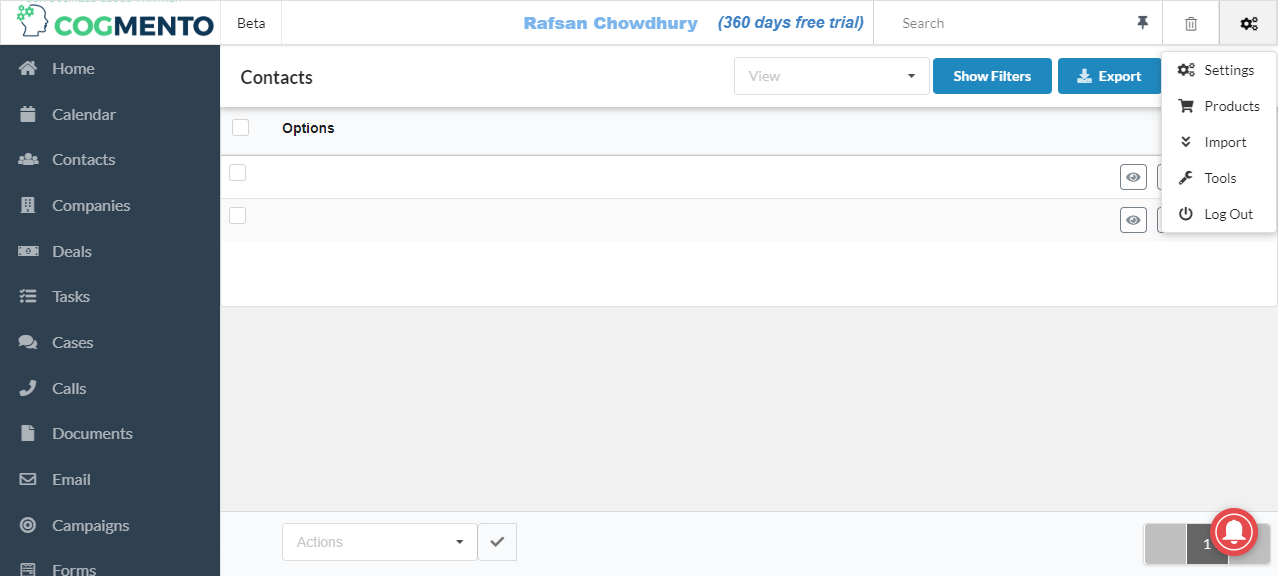 COGMENTO
Beta
Rafsan Chowdhury
(360 days free trial)
Search
Home
Calendar
Contacts
Companies
Deals
Tasks
Cases
Calls
Documents
Email
Campaigns
Forms
Contacts
View
Show Filters
Export
Settings
Products
Import
Tools
Log Out
Options
Actions
1